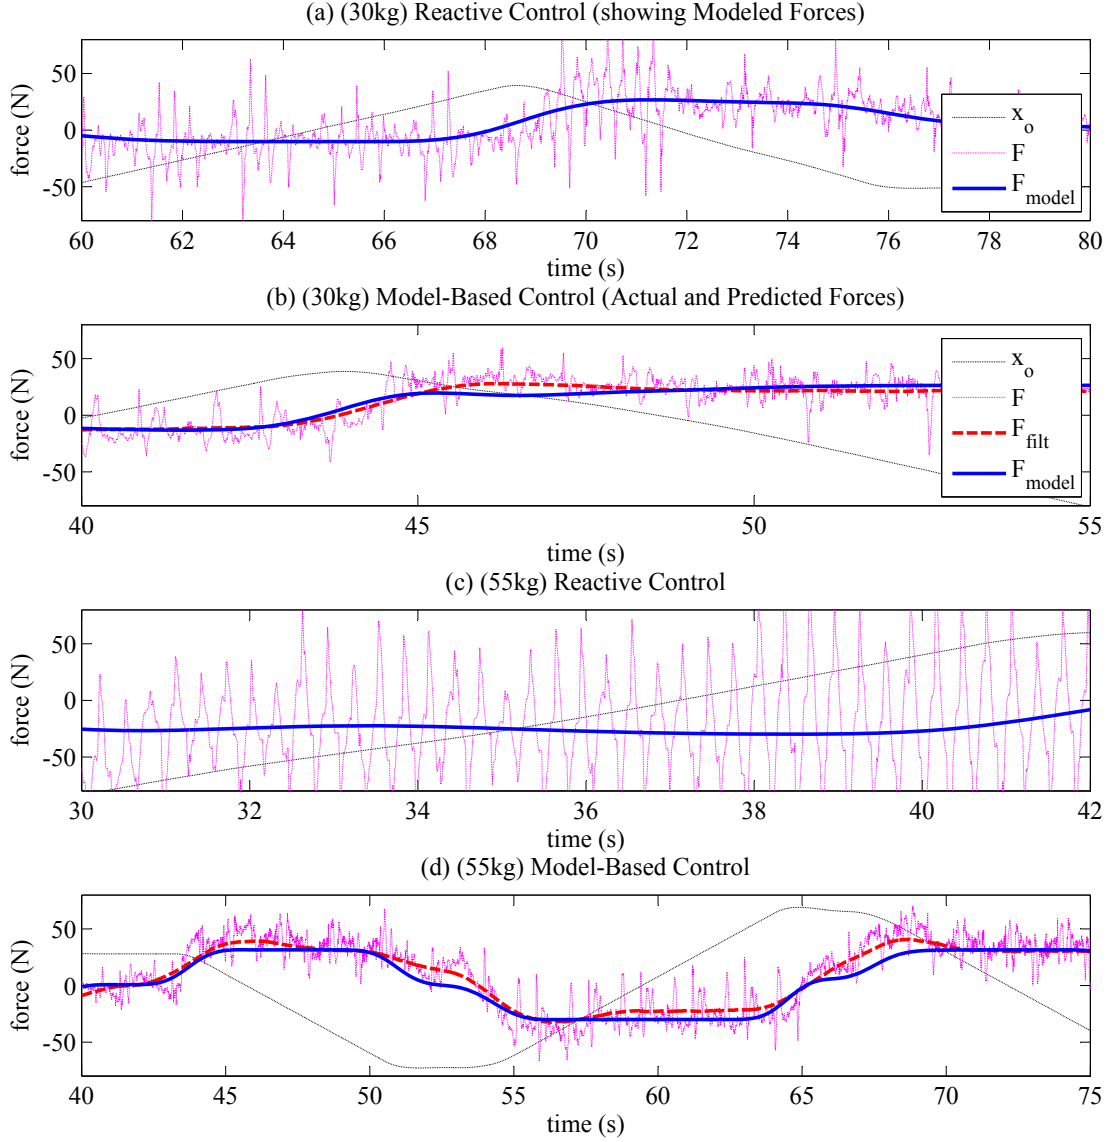 (a) (30kg) Reactive Control (showing Modeled Forces)
force (N)
50
0
-50
x_o
F
F_model
60 62 64 66 68 70 72 74 76 78 80
time (s)
(b) (30kg) Model-Based Control (Actual and Predicted Forces)
force (N)
50
0
-50
x_o
F
F_filt
F_model
40 45 50 55
time (s)
(c) (55kg) Reactive Control
force (N)
50
0
-50
30 32 34 36 38 40 42
time (s)
(d) (55kg) Model-Based Control
force (N)
50
0
-50
40 45 50 55 60 65 70 75
time (s)